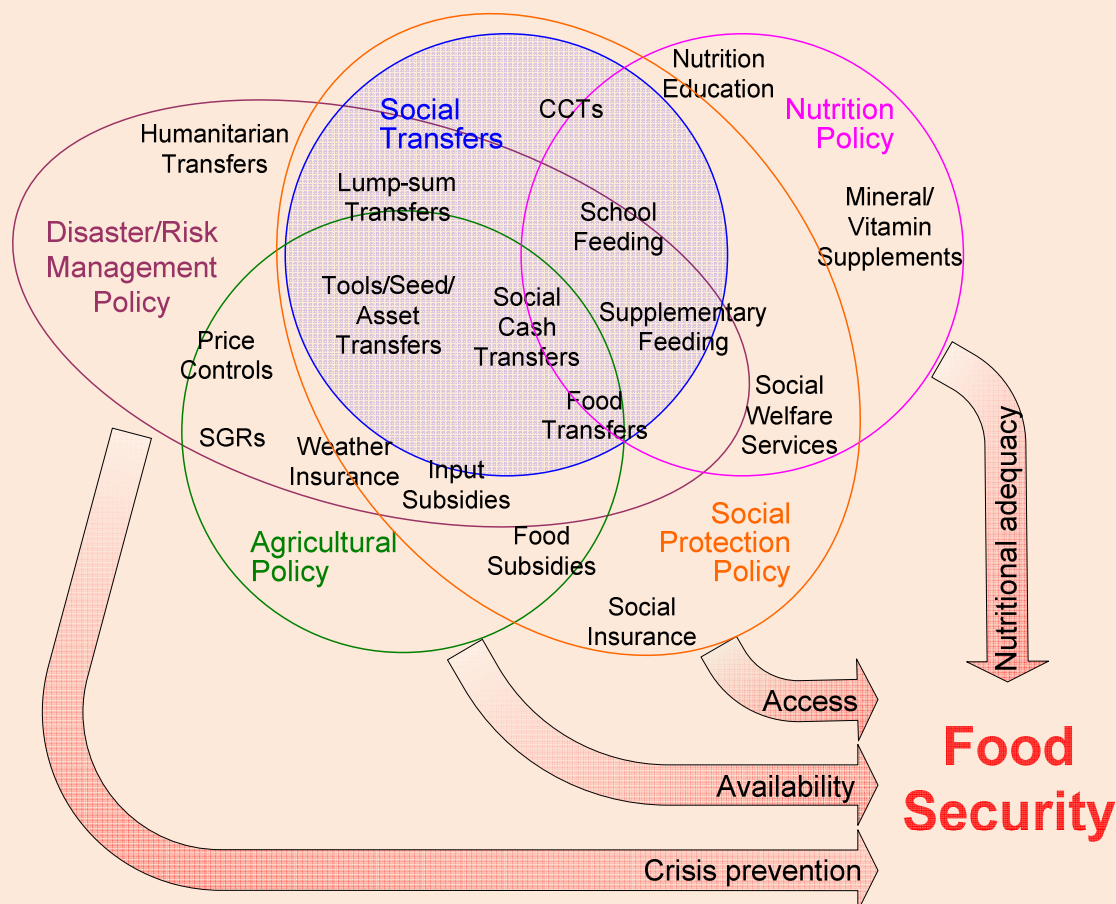 Nutrition
Education
Social
Transfers
CCTs
Nutrition
Policy
Humanitarian
Transfers
Lump-sum
Transfers
School
Feeding
Mineral/
Vitamin
Supplements
Disaster/Risk
Management
Policy
Tools/Seed/
Asset
Transfers
Social
Cash
Transfers
Supplementary
Feeding
Price
Controls
Food
Transfers
Social
Welfare
Services
SGRs
Weather
Insurance
Input
Subsidies
Agricultural
Policy
Food
Subsidies
Social
Protection
Policy
Social
Insurance
Nutritional adequacy
Access
Availability
Crisis prevention
Food
Security